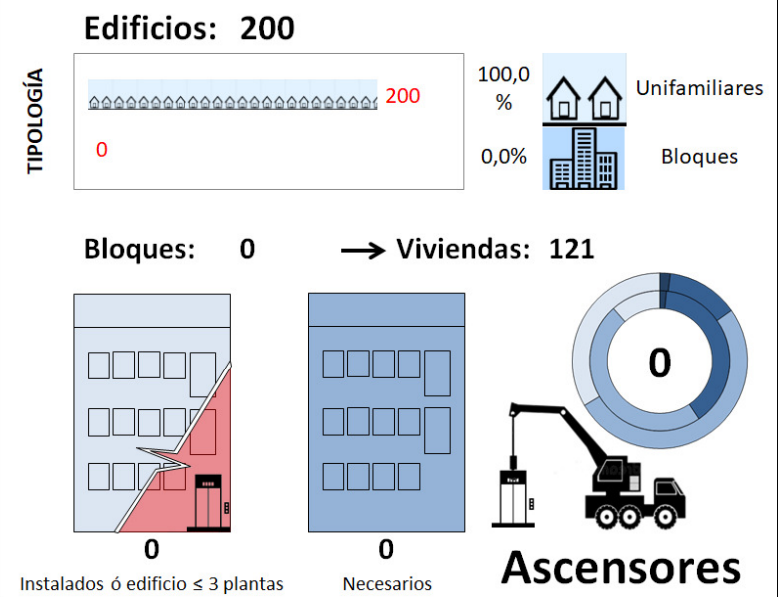 Edificios: 200
TIPOLOGÍA
200
0
100,0
%
Unifamiliares
0,0%
Bloques
Bloques: 0 → Viviendas: 121
0
0
0
Ascensores
Instalados ó edificio ≤ 3 plantas
Necesarios